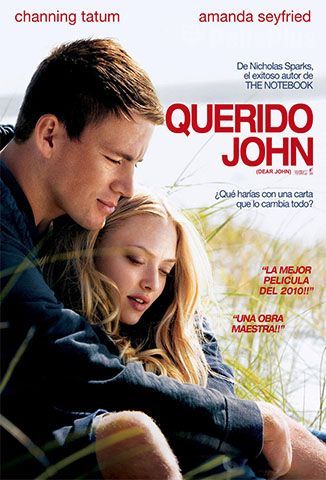 channing tatum
amanda seyfried
De Nicholas Sparks,
el exitoso autor de
THE NOTEBOOK
QUERIDO
JOHN
(DEAR JOHN)
¿Qué harías con una carta
que lo cambia todo?
"LA MEJOR
PELICULA
DEL 2010!!"
"UNA OBRA
MAESTRA!!"